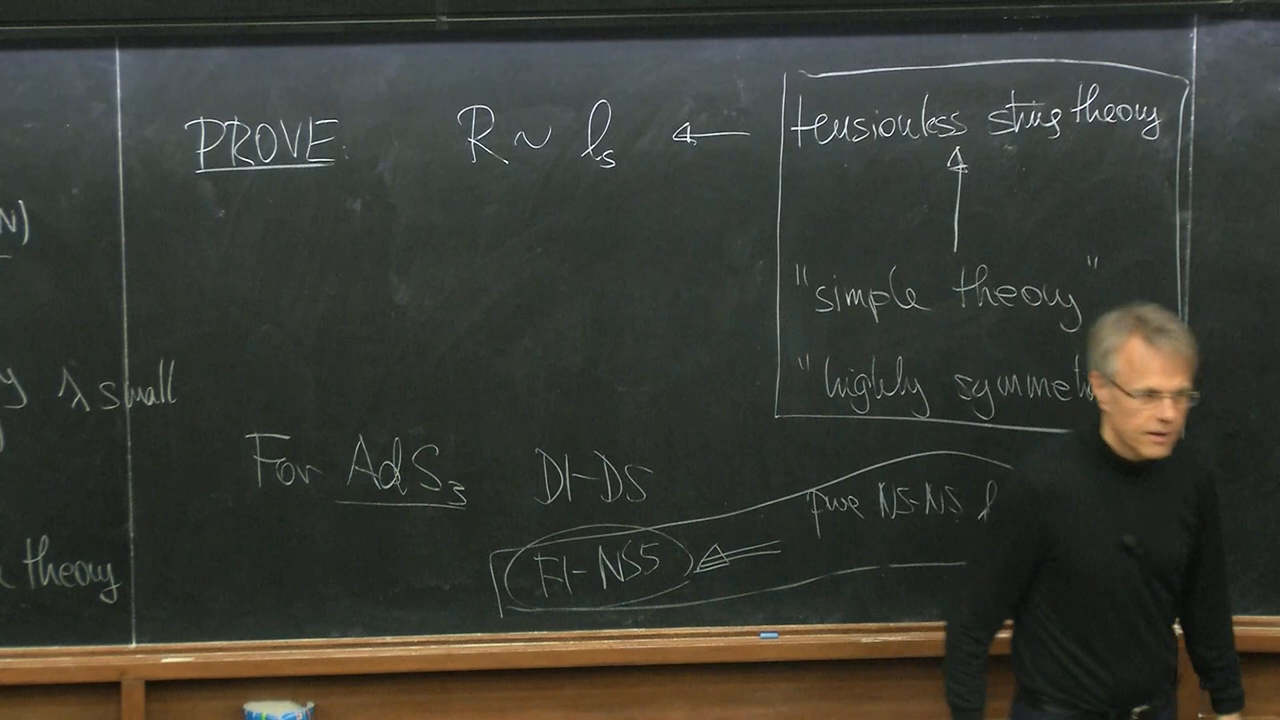 PROVE: R ~ ls ← tensionless string theory
N)
"simple theory"
y λ small
"highly symmet
For AdS3 D1-D5
pure NS-NS
F1-NS5
theory